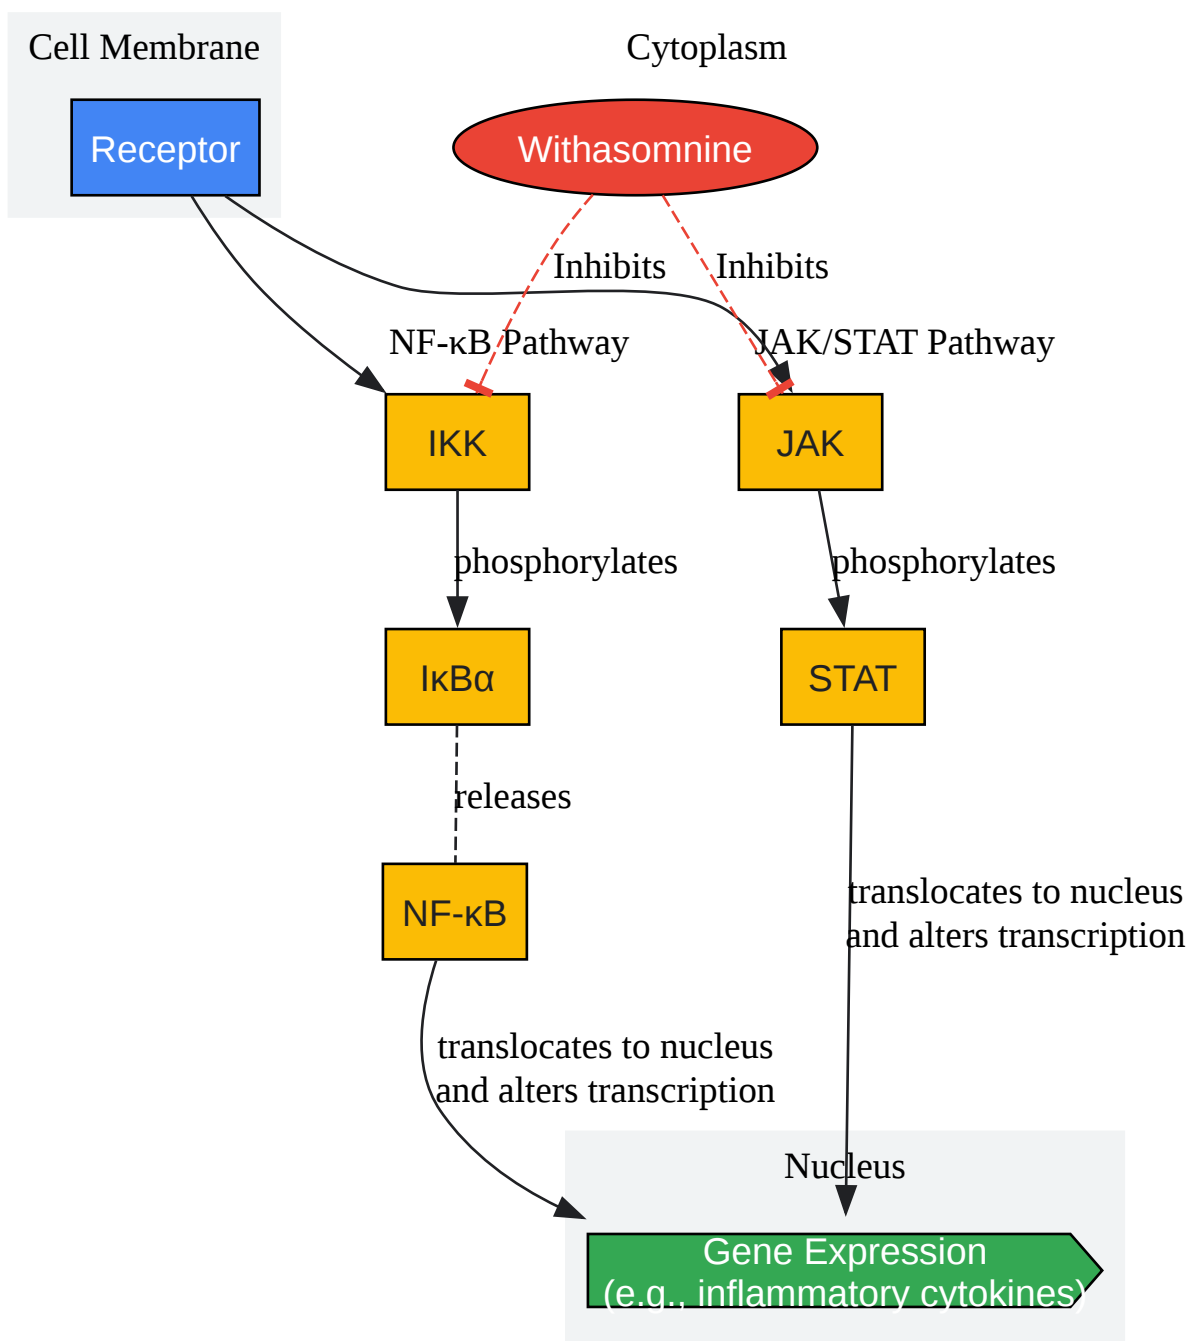 Cell Membrane
Cytoplasm
Receptor
Withasomnine
Inhibits
Inhibits
NF-κB Pathway
JAK/STAT Pathway
IKK
JAK
phosphorylates
phosphorylates
IκBα
STAT
releases
translocates to nucleus
and alters transcription
NF-κB
translocates to nucleus
and alters transcription
Nucleus
Gene Expression
(e.g., inflammatory cytokines)